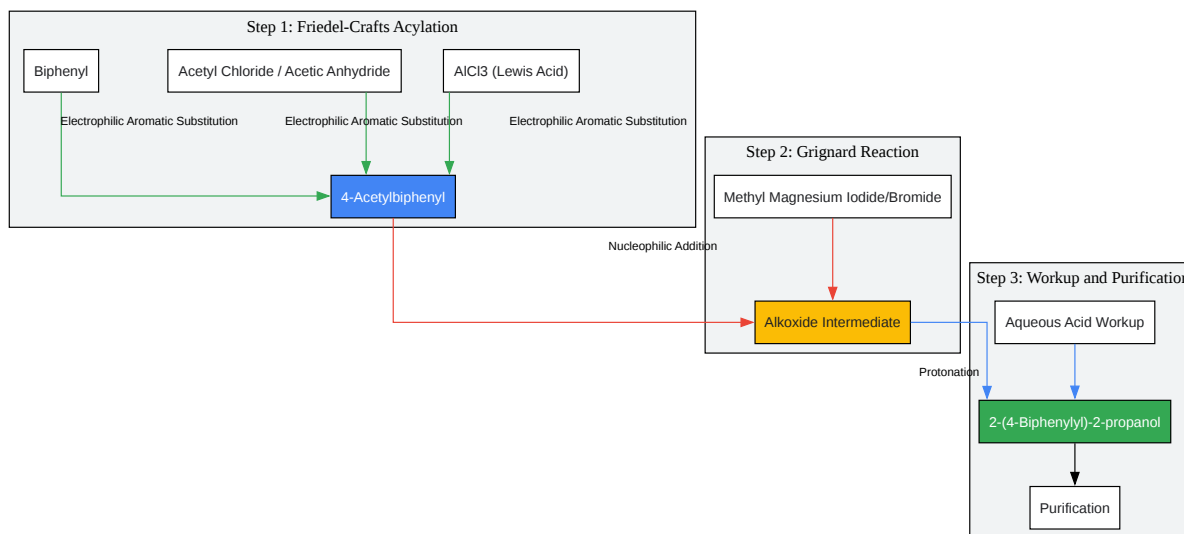 Step 1: Friedel-Crafts Acylation
Biphenyl
Acetyl Chloride / Acetic Anhydride
AlCl3 (Lewis Acid)
Electrophilic Aromatic Substitution
Electrophilic Aromatic Substitution
Electrophilic Aromatic Substitution
4-Acetylbiphenyl
Step 2: Grignard Reaction
Methyl Magnesium Iodide/Bromide
Nucleophilic Addition
Alkoxide Intermediate
Step 3: Workup and Purification
Aqueous Acid Workup
Protonation
2-(4-Biphenylyl)-2-propanol
Purification